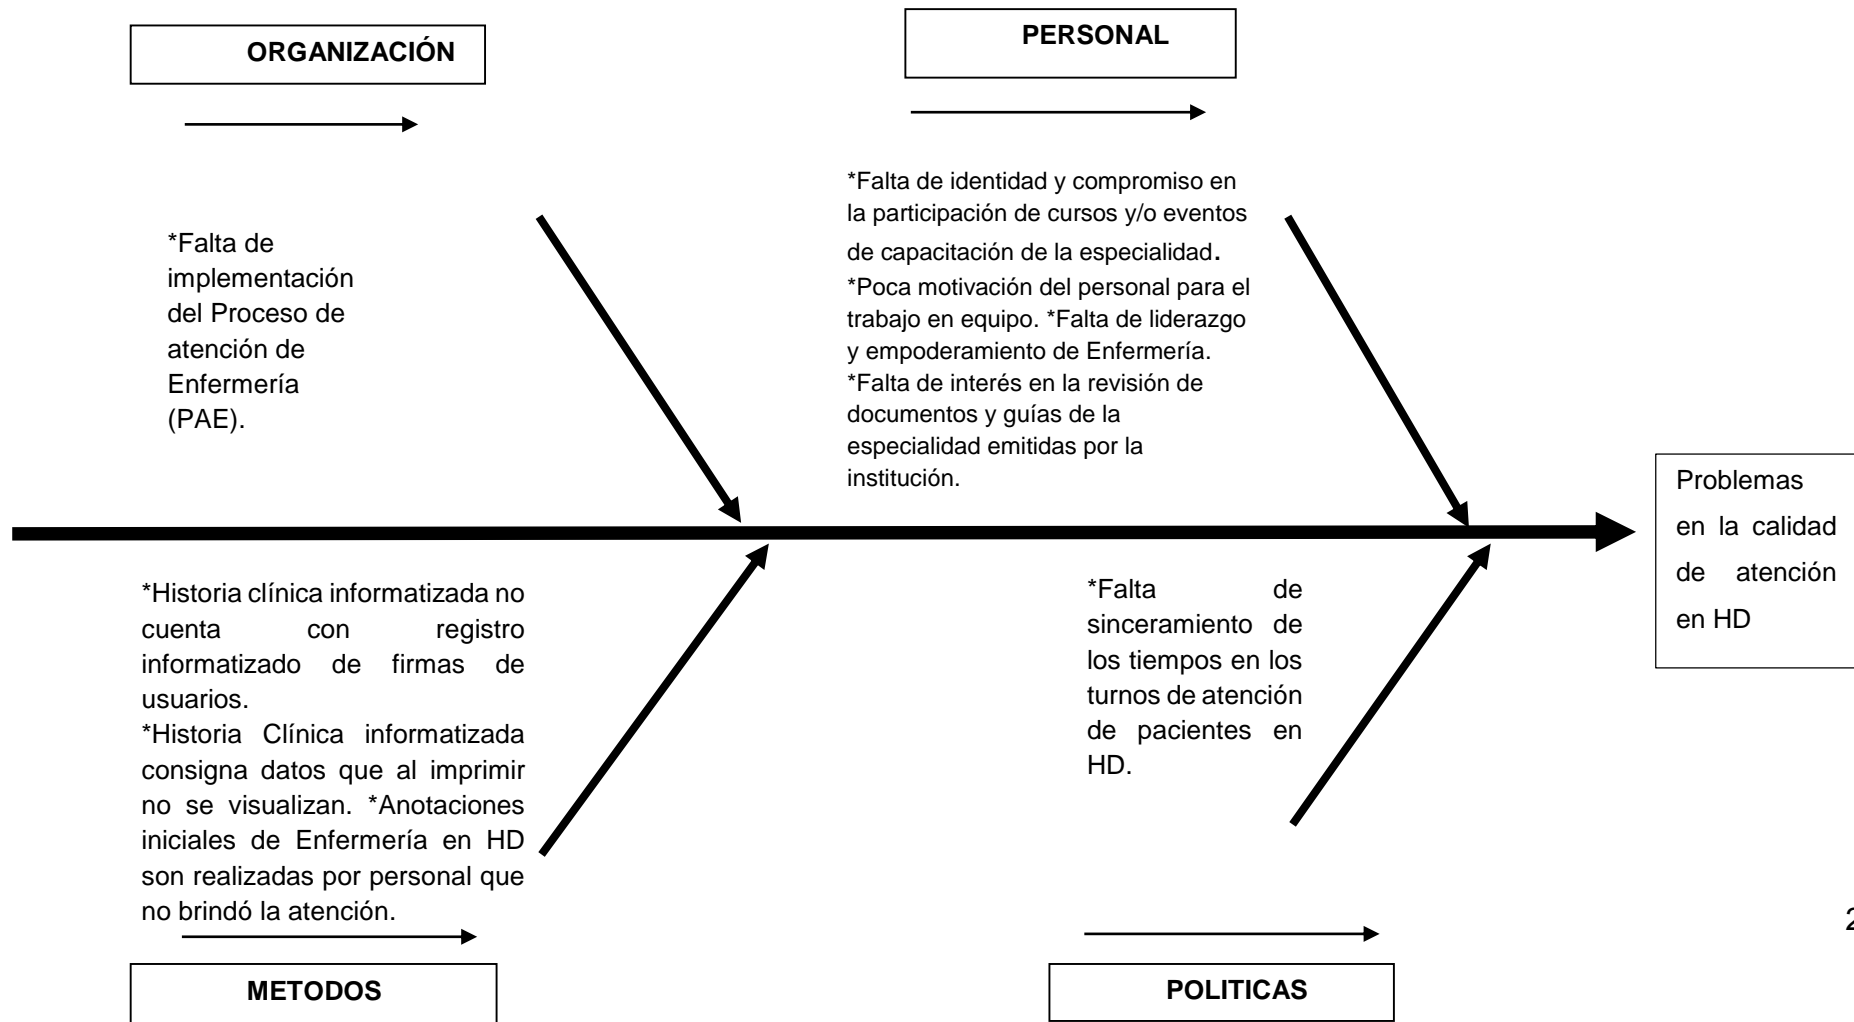 ORGANIZACIÓN
PERSONAL
*Falta de
implementación
del Proceso de
atención de
Enfermería
(PAE).
*Falta de identidad y compromiso en
la participación de cursos y/o eventos
de capacitación de la especialidad.
*Poca motivación del personal para el
trabajo en equipo. *Falta de liderazgo
y empoderamiento de Enfermería.
*Falta de interés en la revisión de
documentos y guías de la
especialidad emitidas por la
institución.
Problemas
en la calidad
de atención
en HD
*Historia clínica informatizada no
cuenta con registro
informatizado de firmas de
usuarios.
*Historia Clínica informatizada
consigna datos que al imprimir
no se visualizan. *Anotaciones
iniciales de Enfermería en HD
son realizadas por personal que
no brindó la atención.
*Falta de
sinceramiento de
los tiempos en los
turnos de atención
de pacientes en
HD.
2
METODOS
POLITICAS